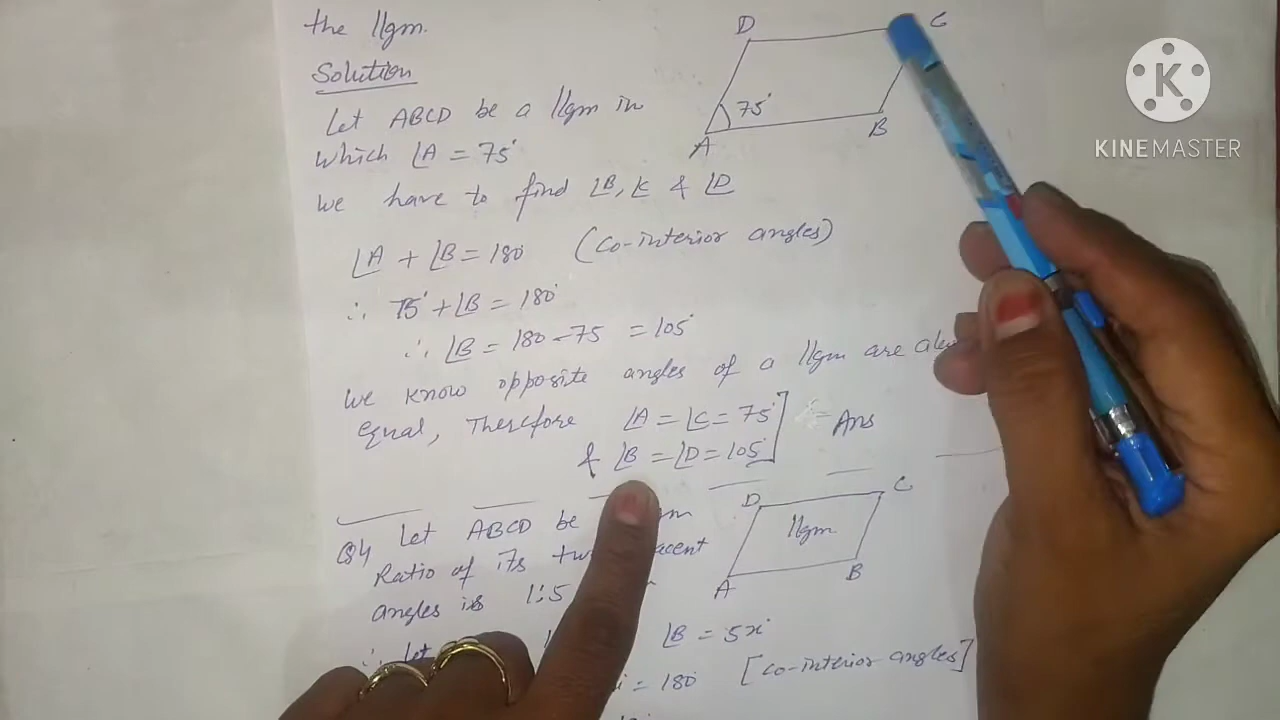 the llgm.
Solution
Let ABCD be a llgm in
which ∠A = 75°
We have to find ∠B, ∠C & ∠D
∠A + ∠B = 180° (Co-interior angles)
∴ 75° + ∠B = 180°
∴ ∠B = 180 - 75 = 105°
We know opposite angles of a llgm are
equal, Therefore ∠A = ∠C = 75°
& ∠B = ∠D = 105° = Ans
D C
75°
A B
Q4 Let ABCD be
Ratio of its
angles is 1:5
∴ Let ∠B = 5x°
= 180° [Co-interior angles]
D C
llgm
A B
K
KINEMASTER